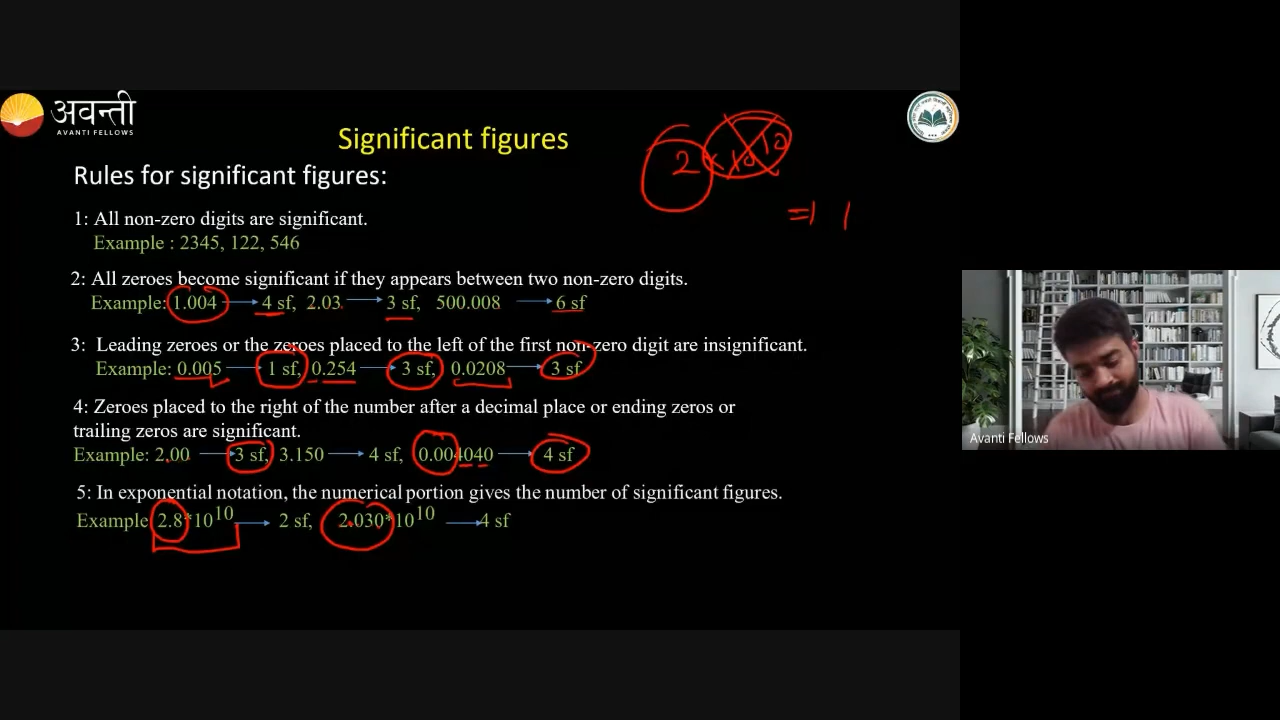 अवन्ती
AVANTI FELLOWS
Significant figures
2 × 10^10
⇒ 1
Rules for significant figures:
1: All non-zero digits are significant.
Example : 2345, 122, 546
2: All zeroes become significant if they appears between two non-zero digits.
Example: 1.004 → 4 sf, 2.03 → 3 sf, 500.008 → 6 sf
3: Leading zeroes or the zeroes placed to the left of the first non-zero digit are insignificant.
Example: 0.005 → 1 sf, 0.254 → 3 sf, 0.0208 → 3 sf
4: Zeroes placed to the right of the number after a decimal place or ending zeros or
trailing zeros are significant.
Example: 2.00 → 3 sf, 3.150 → 4 sf, 0.004040 → 4 sf
5: In exponential notation, the numerical portion gives the number of significant figures.
Example 2.8*10^10 → 2 sf, 2.030*10^10 → 4 sf
Avanti Fellows